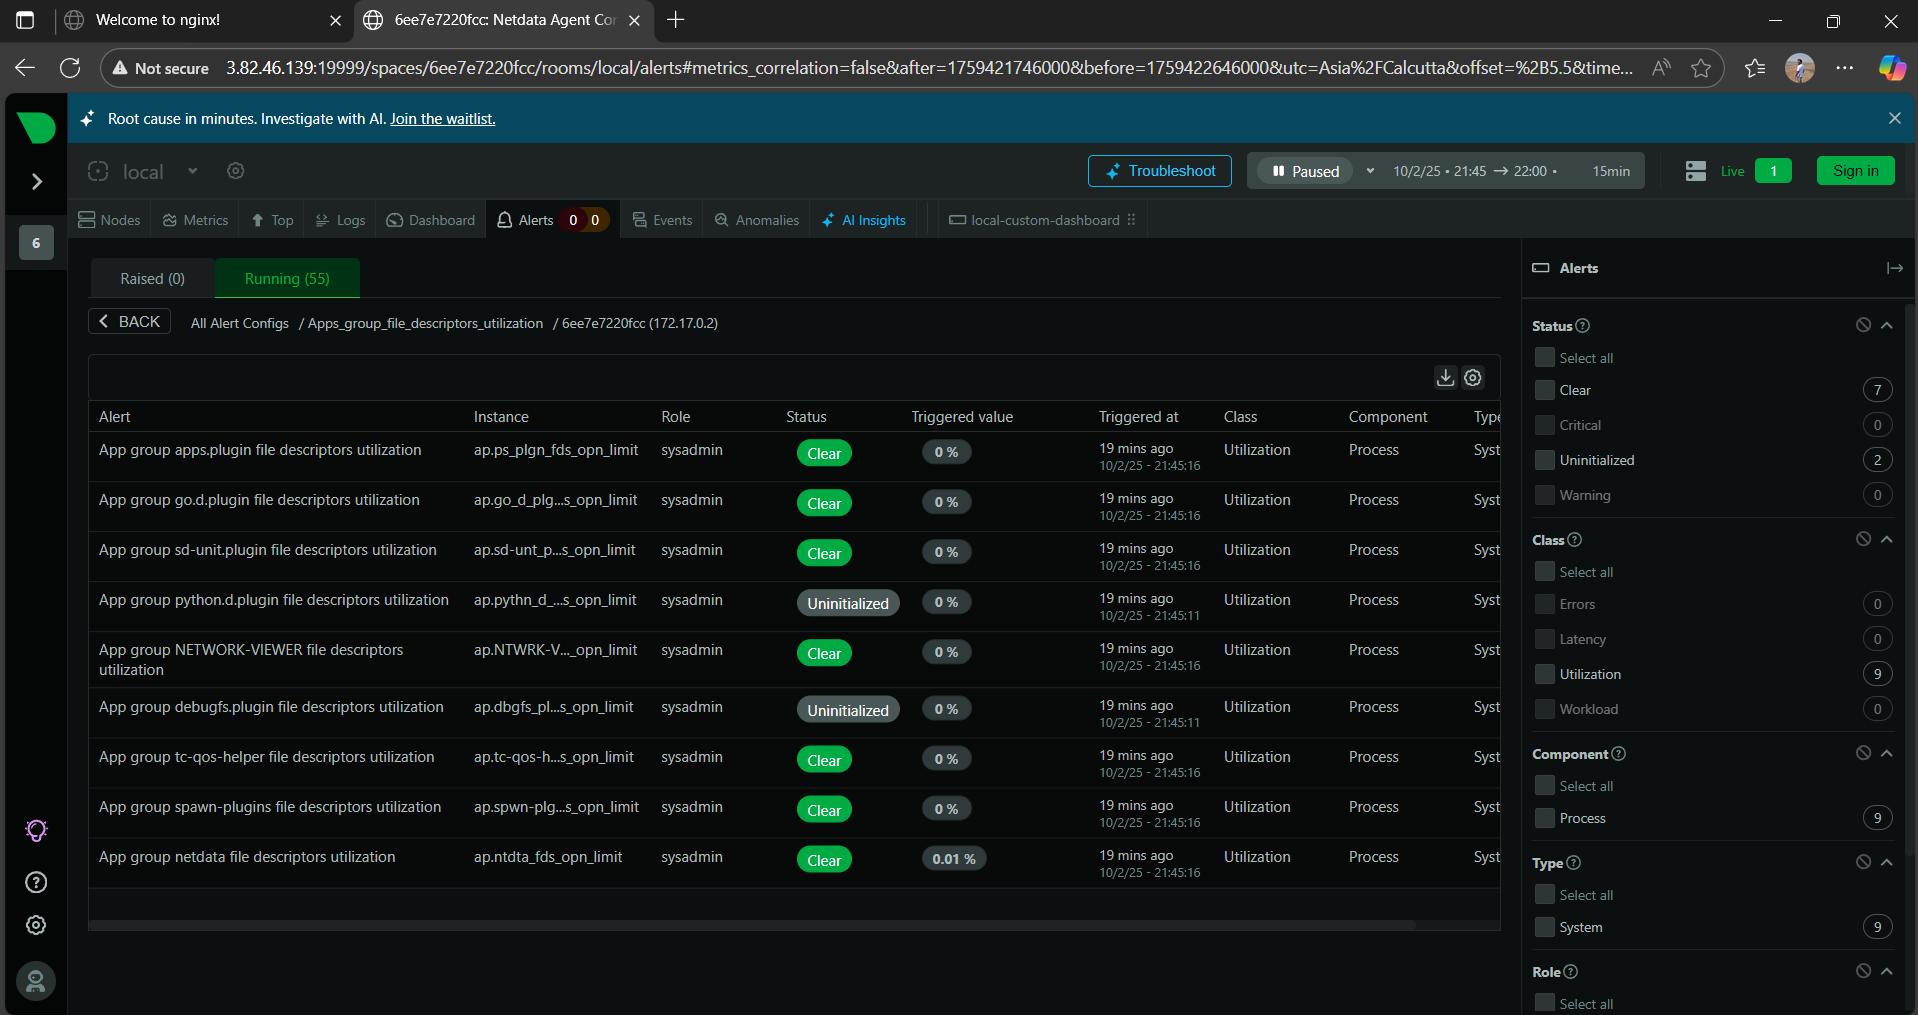 Welcome to nginx!
6ee7e7220fcc: Netdata Agent Co
Not secure 3.82.46.139:19999/spaces/6ee7e7220fcc/rooms/local/alerts#metrics_correlation=false&after=1759421746000&before=1759422646000&utc=Asia%2FCalcutta&offset=%2B5.5&time...
Root cause in minutes. Investigate with AI. Join the waitlist.
local
Troubleshoot
Paused 10/2/25 • 21:45 → 22:00 • 15min
Live 1
Sign in
6
Nodes Metrics Top Logs Dashboard Alerts 0 0 Events Anomalies AI Insights local-custom-dashboard
Raised (0) Running (55)
BACK All Alert Configs / Apps_group_file_descriptors_utilization / 6ee7e7220fcc (172.17.0.2)
Alert Instance Role Status Triggered value Triggered at Class Component Type
App group apps.plugin file descriptors utilization ap.ps_plgn_fds_opn_limit sysadmin Clear 0 % 19 mins ago Utilization Process Syst
10/2/25 - 21:45:16
App group go.d.plugin file descriptors utilization ap.go_d_plg...s_opn_limit sysadmin Clear 0 % 19 mins ago Utilization Process Syst
10/2/25 - 21:45:16
App group sd-unit.plugin file descriptors utilization ap.sd-unt_p...s_opn_limit sysadmin Clear 0 % 19 mins ago Utilization Process Syst
10/2/25 - 21:45:16
App group python.d.plugin file descriptors utilization ap.pythn_d_...s_opn_limit sysadmin Uninitialized 0 % 19 mins ago Utilization Process Syst
10/2/25 - 21:45:11
App group NETWORK-VIEWER file descriptors ap.NTWRK-V..._opn_limit sysadmin Clear 0 % 19 mins ago Utilization Process Syst
utilization 10/2/25 - 21:45:16
App group debugfs.plugin file descriptors utilization ap.dbgfs_pl...s_opn_limit sysadmin Uninitialized 0 % 19 mins ago Utilization Process Syst
10/2/25 - 21:45:11
App group tc-qos-helper file descriptors utilization ap.tc-qos-h...s_opn_limit sysadmin Clear 0 % 19 mins ago Utilization Process Syst
10/2/25 - 21:45:16
App group spawn-plugins file descriptors utilization ap.spwn-plg...s_opn_limit sysadmin Clear 0 % 19 mins ago Utilization Process Syst
10/2/25 - 21:45:16
App group netdata file descriptors utilization ap.ntdta_fds_opn_limit sysadmin Clear 0.01 % 19 mins ago Utilization Process Syst
10/2/25 - 21:45:16
Alerts
Status
Select all
Clear 7
Critical 0
Uninitialized 2
Warning 0
Class
Select all
Errors 0
Latency 0
Utilization 9
Workload 0
Component
Select all
Process 9
Type
Select all
System 9
Role
Select all